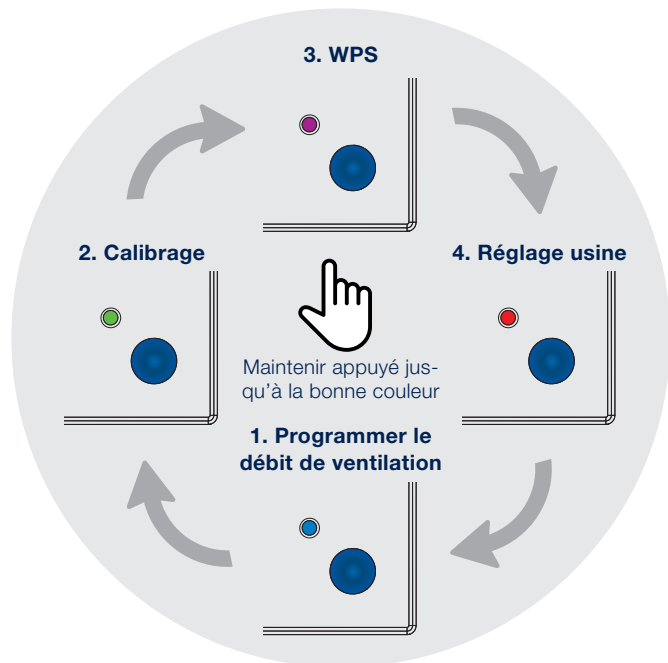 3. WPS
2. Calibrage
4. Réglage usine
Maintenir appuyé jus-
qu'à la bonne couleur
1. Programmer le
débit de ventilation